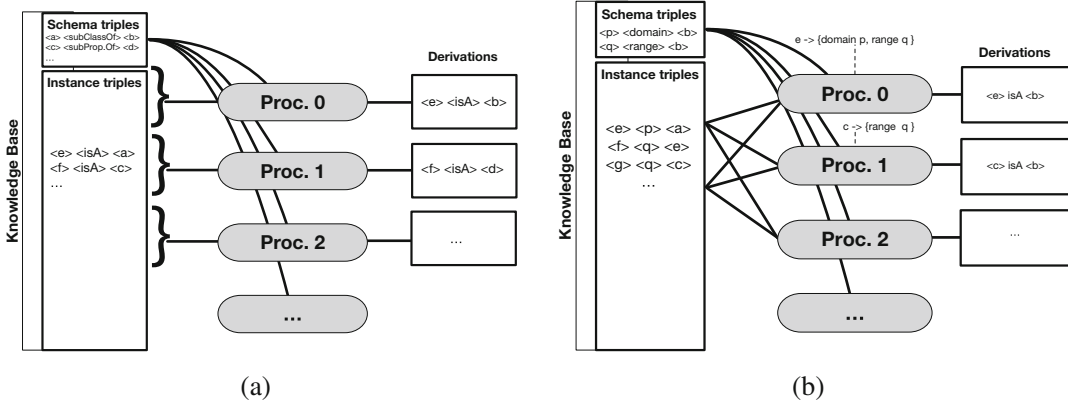 Knowledge Base
Schema triples
<a> <subClassOf> <b>
<c> <subProp.Of> <d>
...
Instance triples
<e> <isA> <a>
<f> <isA> <c>
...
Proc. 0
Proc. 1
Proc. 2
...
Derivations
<e> <isA> <b>
<f> <isA> <d>
...
(a)
Knowledge Base
Schema triples
<p> <domain> <b>
<q> <range> <b>
Instance triples
<e> <p> <a>
<f> <q> <e>
<g> <q> <c>
...
e -> {domain p, range q }
Proc. 0
c -> {range q }
Proc. 1
Proc. 2
...
Derivations
<e> isA <b>
<c> isA <b>
...
(b)